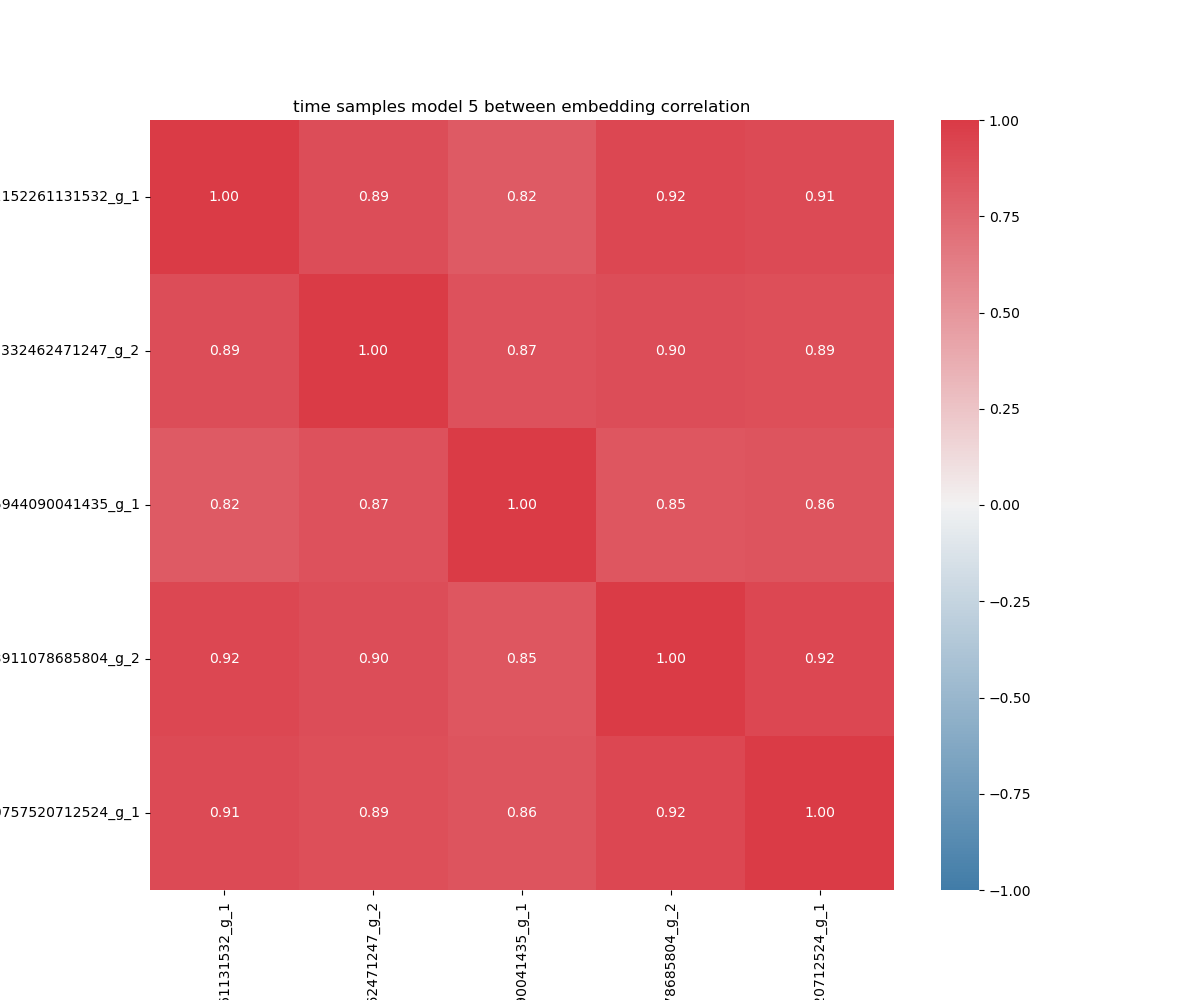 time samples model 5 between embedding correlation
152261131532_g_1
1.00 0.89 0.82 0.92 0.91
332462471247_g_2
0.89 1.00 0.87 0.90 0.89
944090041435_g_1
0.82 0.87 1.00 0.85 0.86
911078685804_g_2
0.92 0.90 0.85 1.00 0.92
757520712524_g_1
0.91 0.89 0.86 0.92 1.00
1.00
0.75
0.50
0.25
0.00
−0.25
−0.50
−0.75
−1.00
61131532_g_1
62471247_g_2
90041435_g_1
78685804_g_2
20712524_g_1